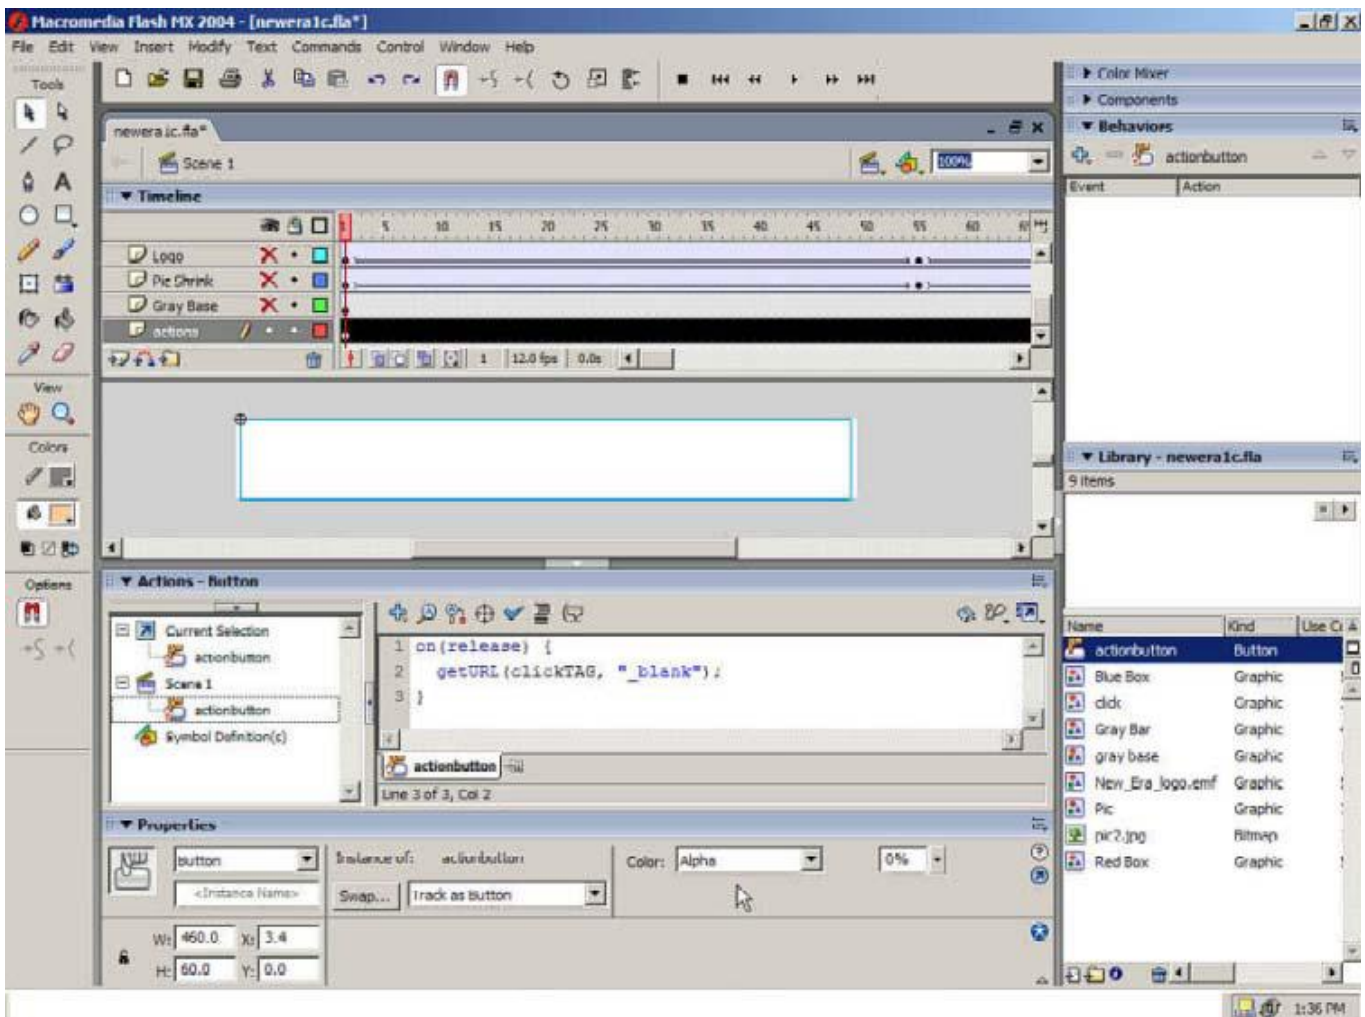 Macromedia Flash MX 2004 - [newera1c.fla*]
File Edit View Insert Modify Text Commands Control Window Help
Tools
Color Mixer
Components
newera1c.fla*
Behaviors
Scene 1
100%
actionbutton
Timeline
Event Action
1 5 10 15 20 25 30 35 40 45 50 55 60 65
Logo
Pic Shrink
Gray Base
actions
1 12.0 fps 0.0s
View
Colors
Library - newera1c.fla
9 items
Options
Actions - Button
Current Selection
actionbutton
Scene 1
actionbutton
Symbol Definition(s)
1 on(release) {
2 getURL(clickTAG, "_blank");
3 }
actionbutton
Line 3 of 3, Col 2
Name Kind Use
actionbutton Button
Blue Box Graphic
click Graphic
Gray Bar Graphic
gray base Graphic
New_Era_logo.emf Graphic
Pic Graphic
pic2.jpg Bitmap
Red Box Graphic
Properties
Button
Instance of: actionbutton
Color: Alpha 0%
<Instance Name>
Swap... Track as Button
W: 460.0 X: 3.4
H: 60.0 Y: 0.0
1:36 PM